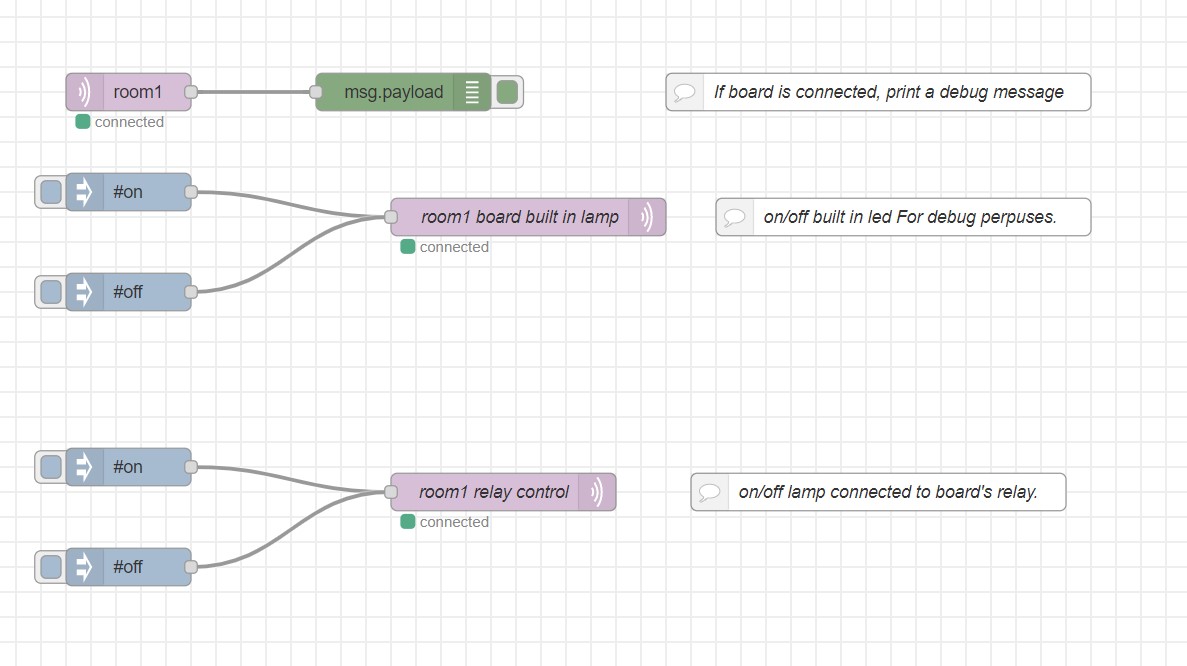 room1
msg.payload
If board is connected, print a debug message
connected
#on
room1 board built in lamp
on/off built in led For debug perpuses.
connected
#off
#on
room1 relay control
on/off lamp connected to board's relay.
connected
#off